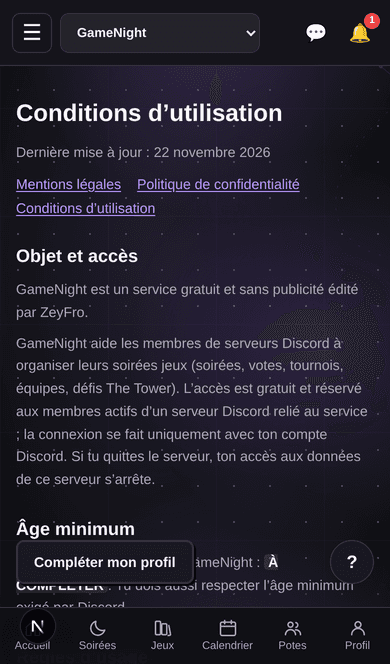 GameNight
1
Conditions d’utilisation
Dernière mise à jour : 22 novembre 2026
Mentions légales Politique de confidentialité
Conditions d’utilisation
Objet et accès
GameNight est un service gratuit et sans publicité édité
par ZeyFro.
GameNight aide les membres de serveurs Discord à
organiser leurs soirées jeux (soirées, votes, tournois,
équipes, défis The Tower). L’accès est gratuit et réservé
aux membres actifs d’un serveur Discord relié au service
; la connexion se fait uniquement avec ton compte
Discord. Si tu quittes le serveur, ton accès aux données
de ce serveur s’arrête.
Âge minimum
GameNight : À
COMPLÉTER . Tu dois aussi respecter l’âge minimum
exigé par Discord.
Compléter mon profil
?
N
Accueil Soirées Jeux Calendrier Potes Profil